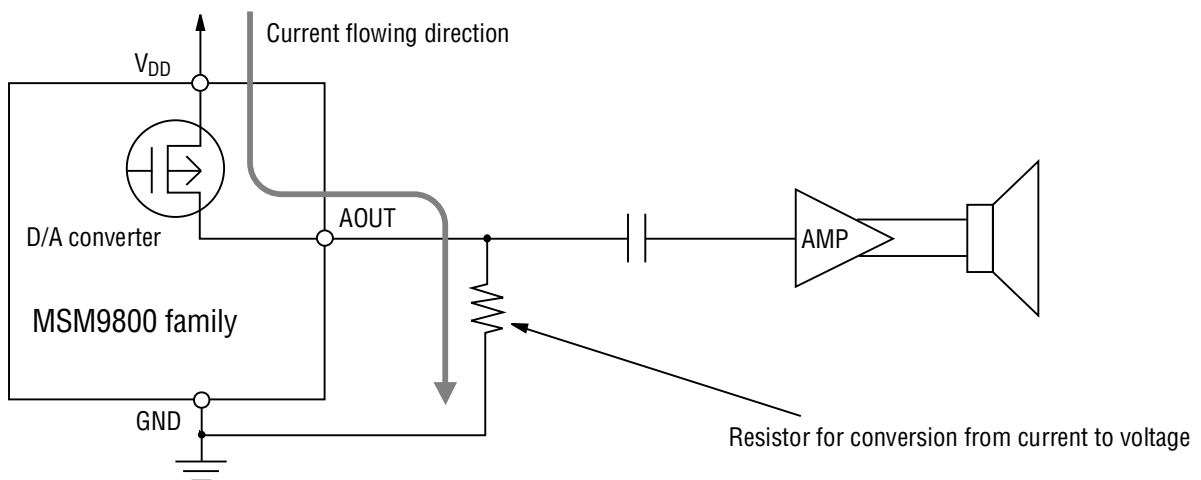 Current flowing direction
VDD
AOUT
D/A converter
AMP
MSM9800 family
GND
Resistor for conversion from current to voltage